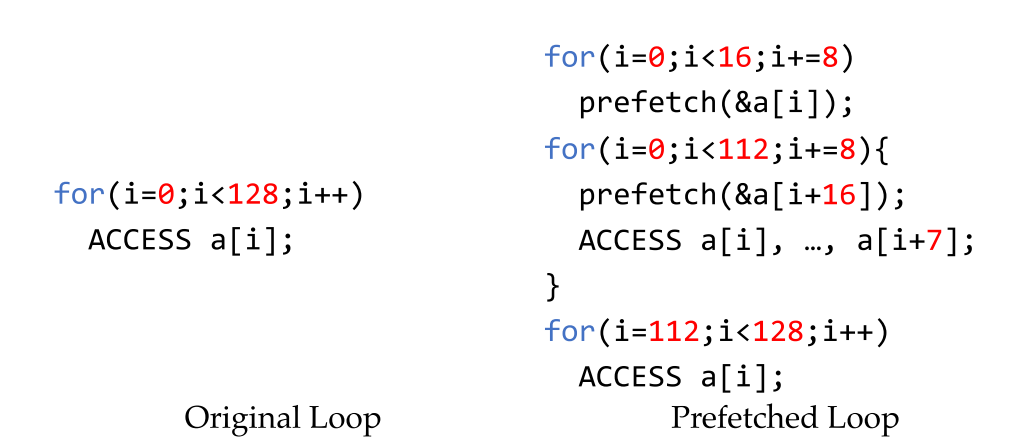 for(i=0;i<128;i++)
  ACCESS a[i];
Original Loop
for(i=0;i<16;i+=8)
  prefetch(&a[i]);
for(i=0;i<112;i+=8){
  prefetch(&a[i+16]);
  ACCESS a[i], …, a[i+7];
}
for(i=112;i<128;i++)
  ACCESS a[i];
Prefetched Loop